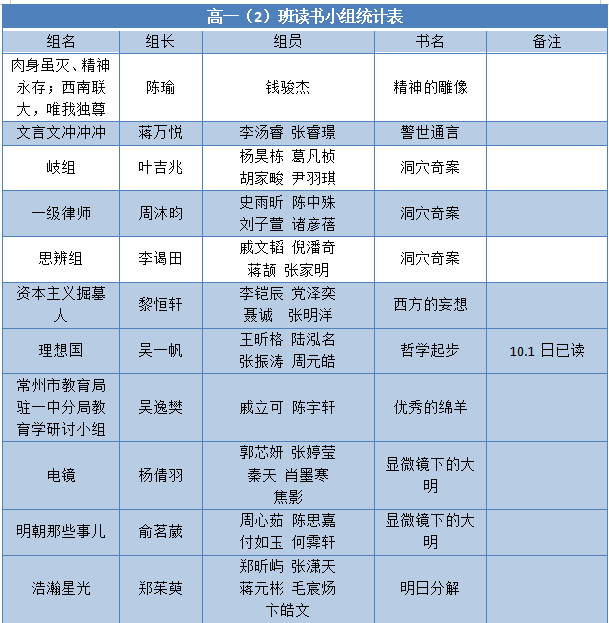 高一（2）班读书小组统计表
组名 组长 组员 书名 备注
肉身虽灭、精神
永存；西南联
大，唯我独尊
陈瑜
钱骏杰
精神的雕像
文言文冲冲冲 蒋万悦 李汤睿 张睿璟 警世通言
歧组 叶吉兆
杨昊栋 葛凡桢
胡家畯 尹羽琪
洞穴奇案
一级律师 周沐昀
史雨昕 陈中殊
刘子萱 诸彦蓓
洞穴奇案
思辨组 李谒田
戚文韬 倪潘奇
蒋颉 张家明
洞穴奇案
资本主义掘墓
人
黎恒轩
李铠辰 党泽奕
聂诚 张明洋
西方的妄想
理想国 吴一帆
王昕格 陆泓名
张振涛 周元皓
哲学起步
10.1 日已读
常州市教育局
驻一中分局教
育学研讨小组
吴逸樊
戚立可 陈宇轩
优秀的绵羊
电镜 杨倩羽
郭芯妍 张婷莹
秦天 肖墨寒
焦影
显微镜下的大
明
明朝那些事儿 俞茗葳
周心茹 陈思嘉
付如玉 何霁轩
显微镜下的大
明
浩瀚星光 郑茱萸
郑昕屿 张潇天
蒋元彬 毛宸炀
卞皓文
明日分解